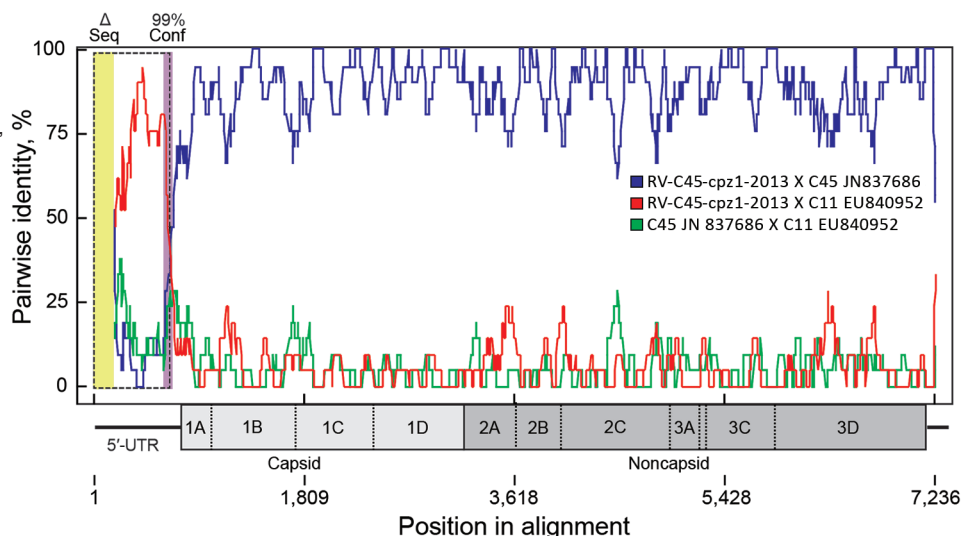 Δ Seq
99% Conf
100
75
50
25
0
Pairwise identity, %
RV-C45-cpz1-2013 X C45 JN837686
RV-C45-cpz1-2013 X C11 EU840952
C45 JN 837686 X C11 EU840952
5′-UTR
1A 1B 1C 1D 2A 2B 2C 3A 3C 3D
Capsid Noncapsid
1 1,809 3,618 5,428 7,236
Position in alignment